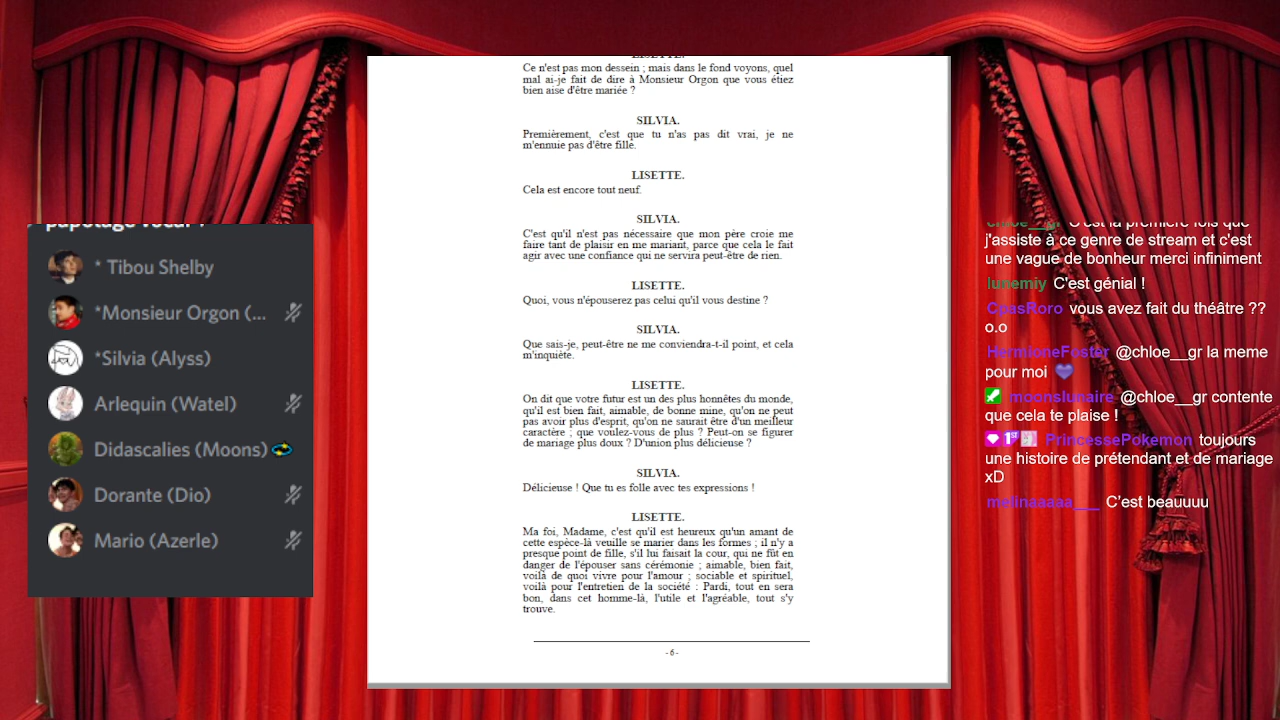 papotage vocal
* Tibou Shelby
*Monsieur Orgon (...
*Silvia (Alyss)
Arlequin (Watel)
Didascalies (Moons)
Dorante (Dio)
Mario (Azerle)
LISETTE.
Ce n'est pas mon dessein ; mais dans le fond voyons, quel
mal ai-je fait de dire à Monsieur Orgon que vous étiez
bien aise d'être mariée ?
SILVIA.
Premièrement, c'est que tu n'as pas dit vrai, je ne
m'ennuie pas d'être fille.
LISETTE.
Cela est encore tout neuf.
SILVIA.
C'est qu'il n'est pas nécessaire que mon père croie me
faire tant de plaisir en me mariant, parce que cela le fait
agir avec une confiance qui ne servira peut-être de rien.
LISETTE.
Quoi, vous n'épouserez pas celui qu'il vous destine ?
SILVIA.
Que sais-je, peut-être ne me conviendra-t-il point, et cela
m'inquiète.
LISETTE.
On dit que votre futur est un des plus honnêtes du monde,
qu'il est bien fait, aimable, de bonne mine, qu'on ne peut
pas avoir plus d'esprit, qu'on ne saurait être d'un meilleur
caractère ; que voulez-vous de plus ? Peut-on se figurer
de mariage plus doux ? D'union plus délicieuse ?
SILVIA.
Délicieuse ! Que tu es folle avec tes expressions !
LISETTE.
Ma foi, Madame, c'est qu'il est heureux qu'un amant de
cette espèce-là veuille se marier dans les formes ; il n'y a
presque point de fille, s'il lui faisait la cour, qui ne fût en
danger de l'épouser sans cérémonie ; aimable, bien fait,
voilà de quoi vivre pour l'amour ; sociable et spirituel,
voilà pour l'entretien de la société : Pardi, tout en sera
bon, dans cet homme-là, l'utile et l'agréable, tout s'y
trouve.
- 6 -
chloe__gr C'est la première fois que
j'assiste à ce genre de stream et c'est
une vague de bonheur merci infiniment
lunemiy C'est génial !
CpasRoro vous avez fait du théâtre ??
o.o
HermioneFoster @chloe__gr la meme
pour moi 💜
moonslunaire @chloe__gr contente
que cela te plaise !
1ST PrincessePokemon toujours
une histoire de prétendant et de mariage
xD
melinaaaaa___ C'est beauuuu